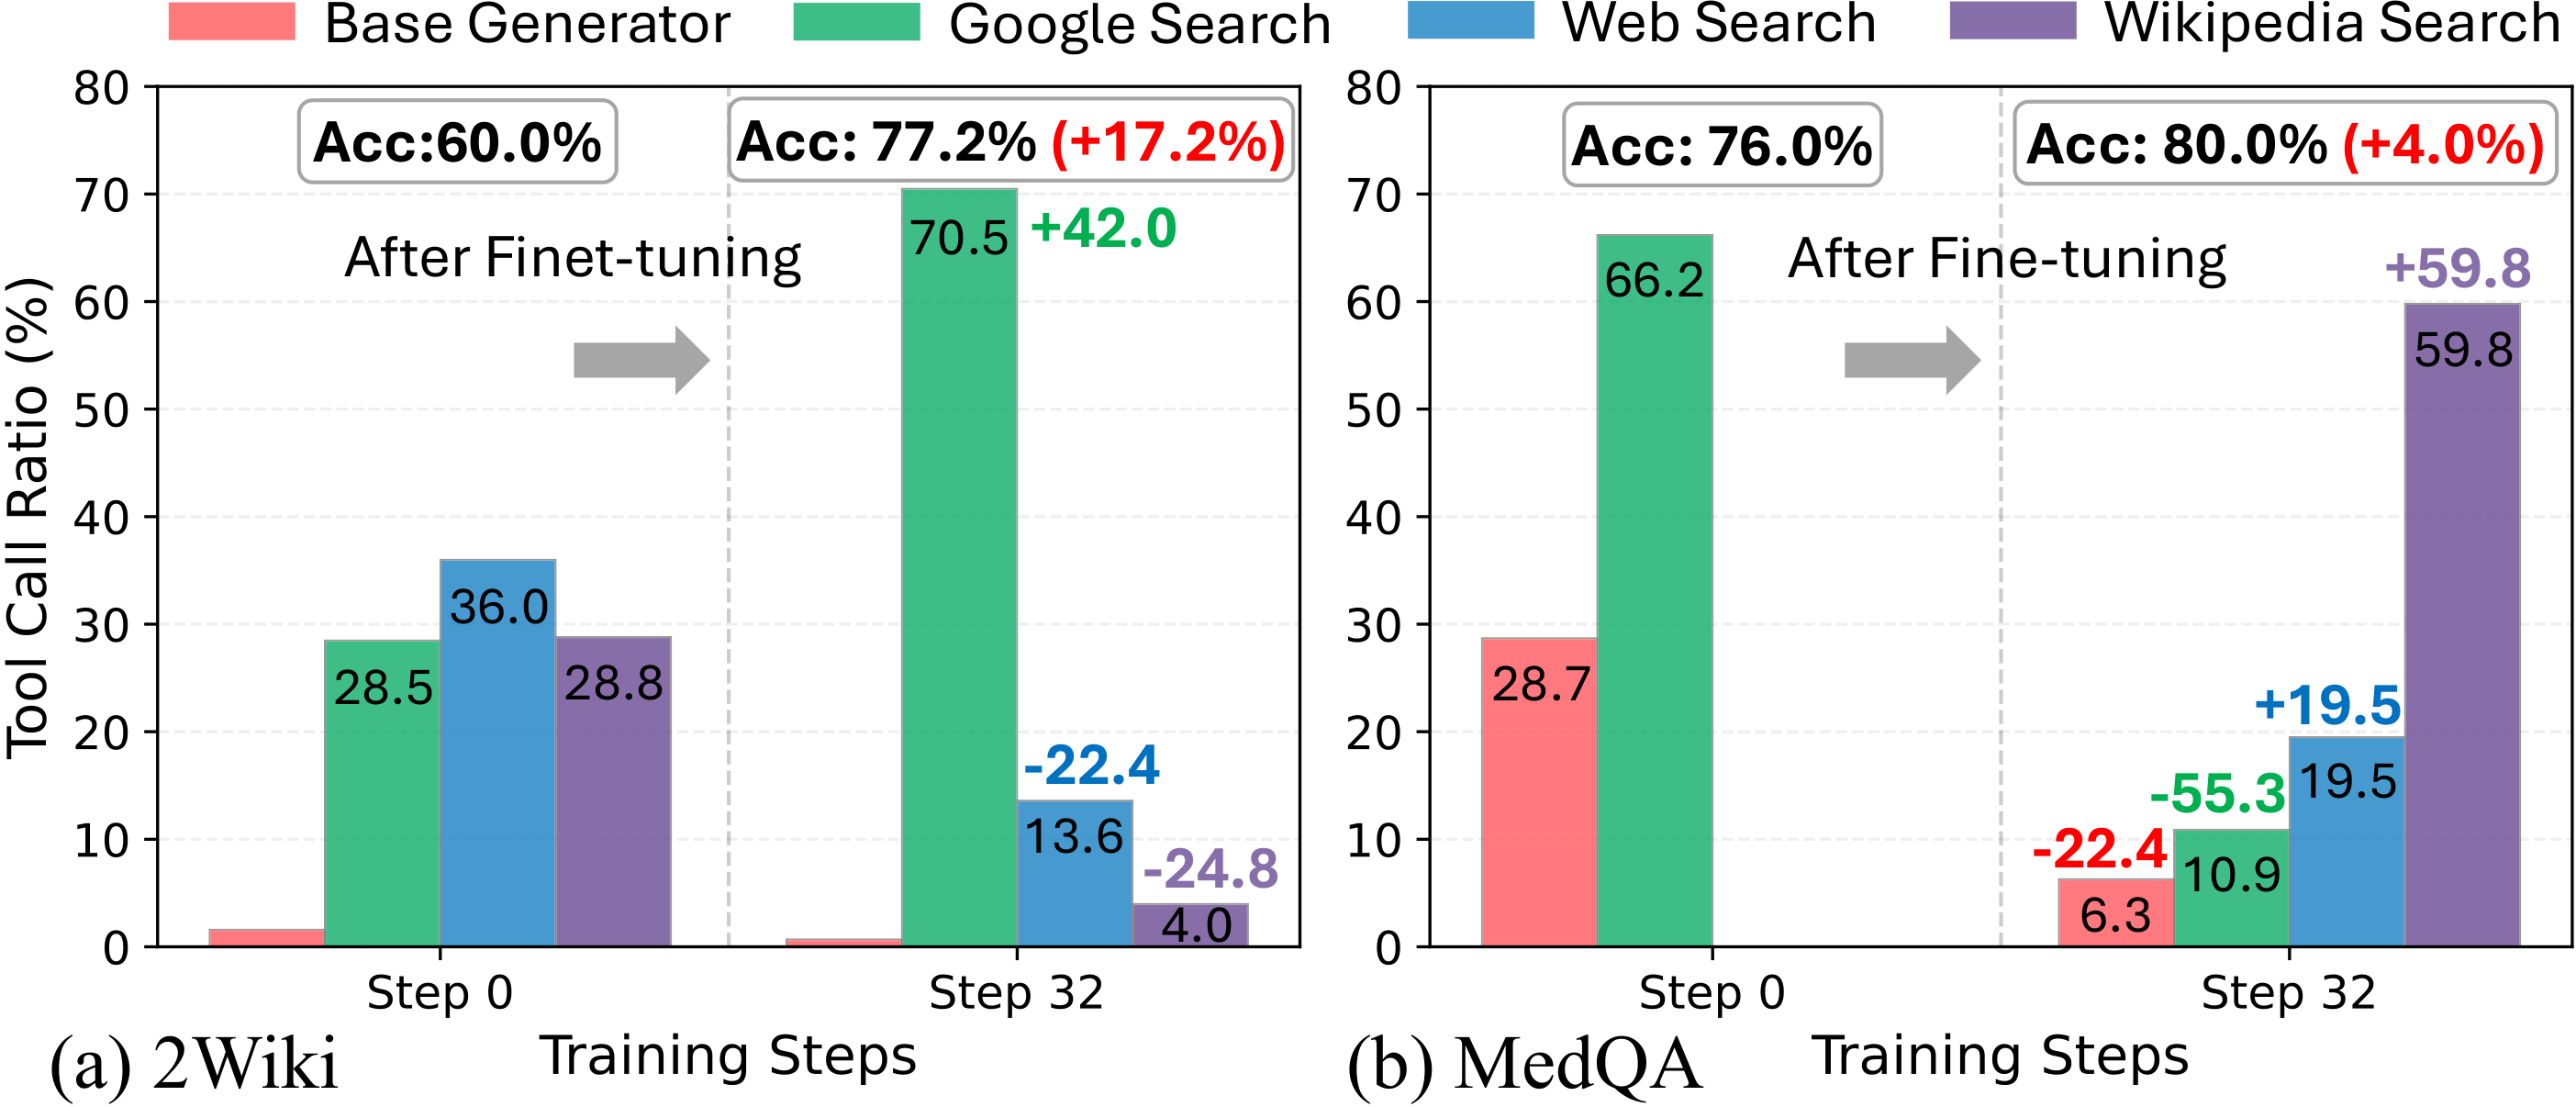 Base Generator Google Search Web Search Wikipedia Search
Tool Call Ratio (%)
80
70
60
50
40
30
20
10
0
Acc:60.0%
Acc: 77.2% (+17.2%)
After Finet-tuning
28.5
36.0
28.8
70.5
+42.0
-22.4
13.6
-24.8
4.0
Step 0
Step 32
Training Steps
(a) 2Wiki
80
70
60
50
40
30
20
10
0
Acc: 76.0%
Acc: 80.0% (+4.0%)
After Fine-tuning
28.7
66.2
-22.4
6.3
-55.3
10.9
+19.5
19.5
+59.8
59.8
Step 0
Step 32
Training Steps
(b) MedQA